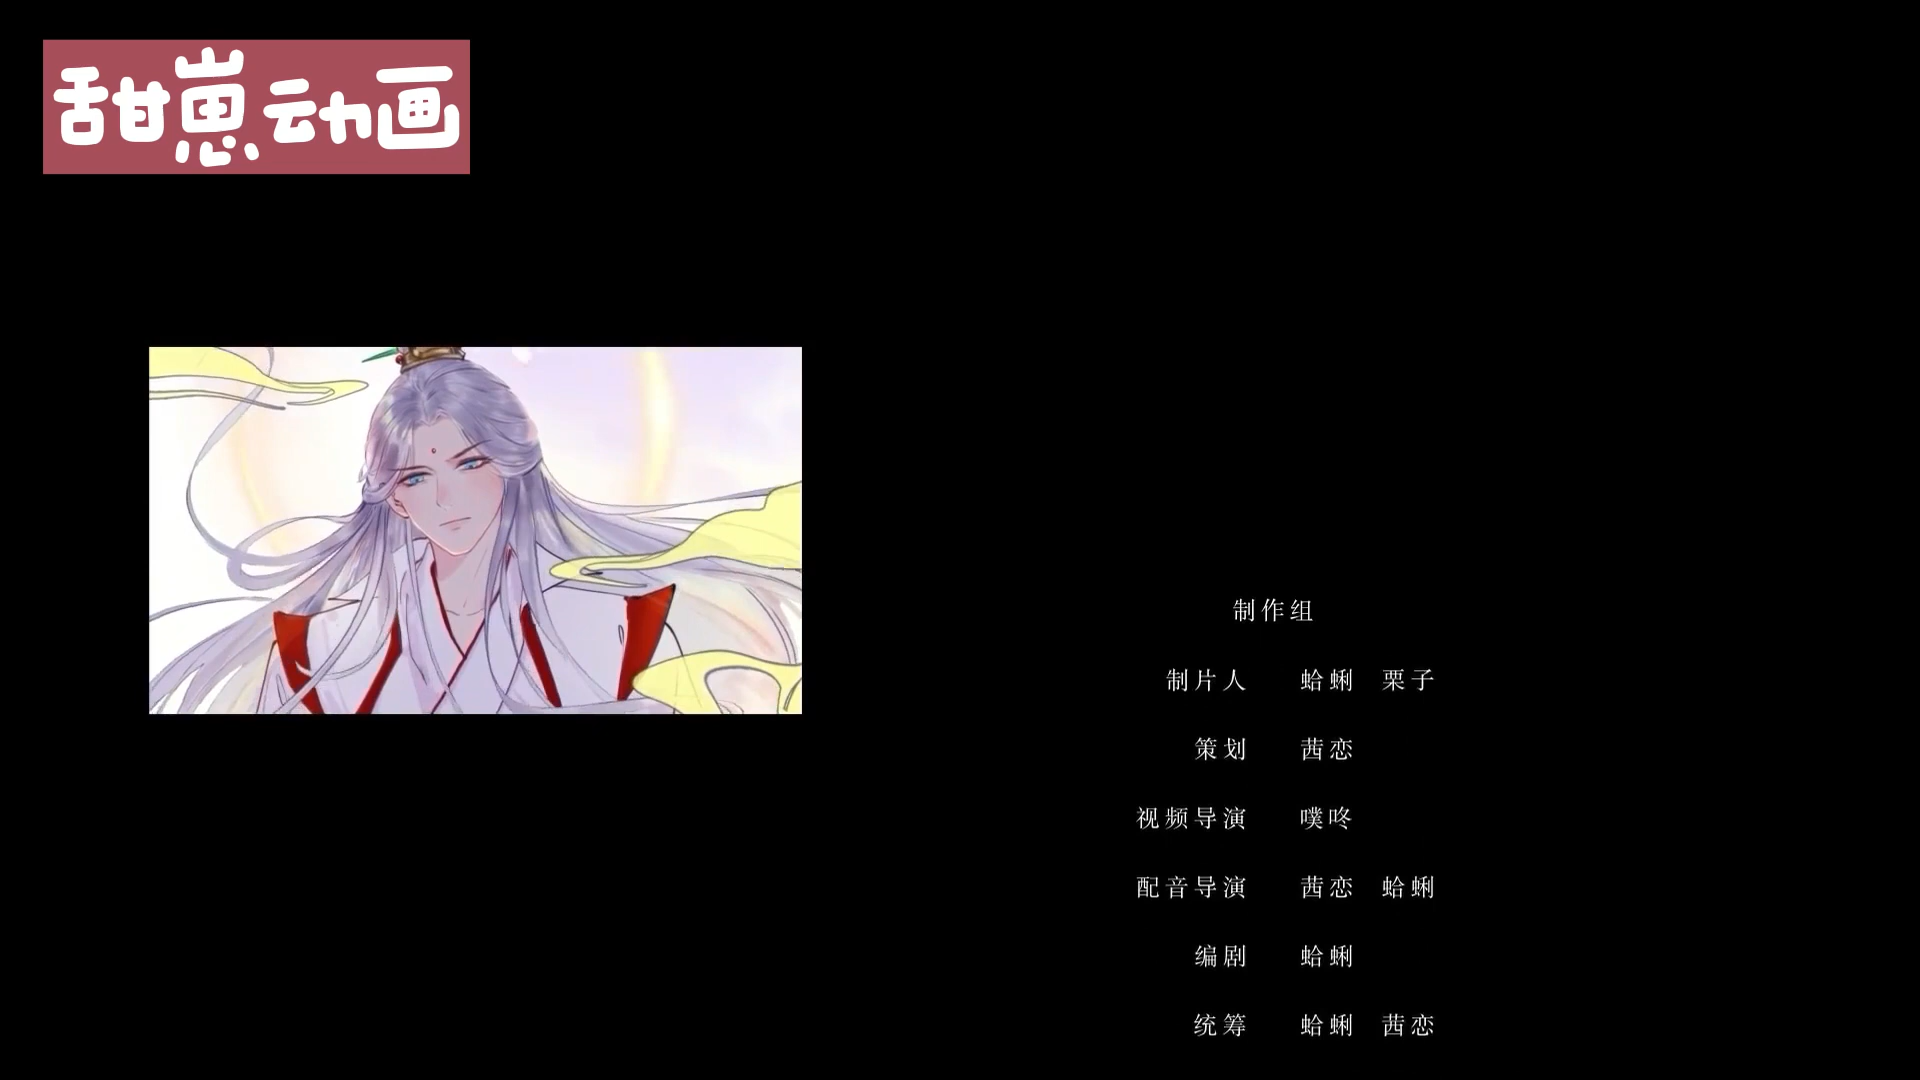 甜崽动画
制作组
制片人 蛤蜊 栗子
策划 茜恋
视频导演 噗咚
配音导演 茜恋 蛤蜊
编剧 蛤蜊
统筹 蛤蜊 茜恋